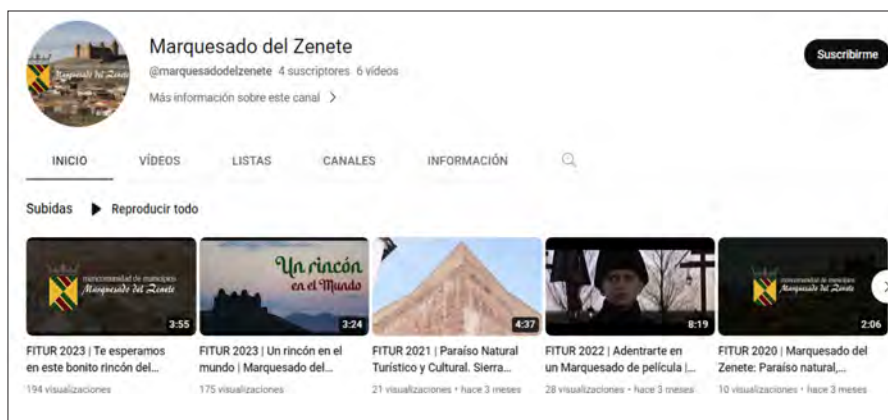 Marquesado del Zenete
Marquesado del Zenete
@marquesadodelzenete 4 suscriptores 6 vídeos
Más información sobre este canal >
Suscribirme
INICIO VÍDEOS LISTAS CANALES INFORMACIÓN
Subidas ▶ Reproducir todo
mancomunidad de municipios
Marquesado del Zenete
3:55
Un rincón
en el Mundo
3:24
4:37
8:19
Marquesado del Zenete
2:06
FITUR 2023 | Te esperamos
en este bonito rincón del...
194 visualizaciones
FITUR 2023 | Un rincón en el
mundo | Marquesado del...
175 visualizaciones
FITUR 2021 | Paraíso Natural
Turístico y Cultural. Sierra...
21 visualizaciones • hace 3 meses
FITUR 2022 | Adentrarte en
un Marquesado de película |...
28 visualizaciones • hace 3 meses
FITUR 2020 | Marquesado del
Zenete: Paraíso natural,...
10 visualizaciones • hace 3 meses